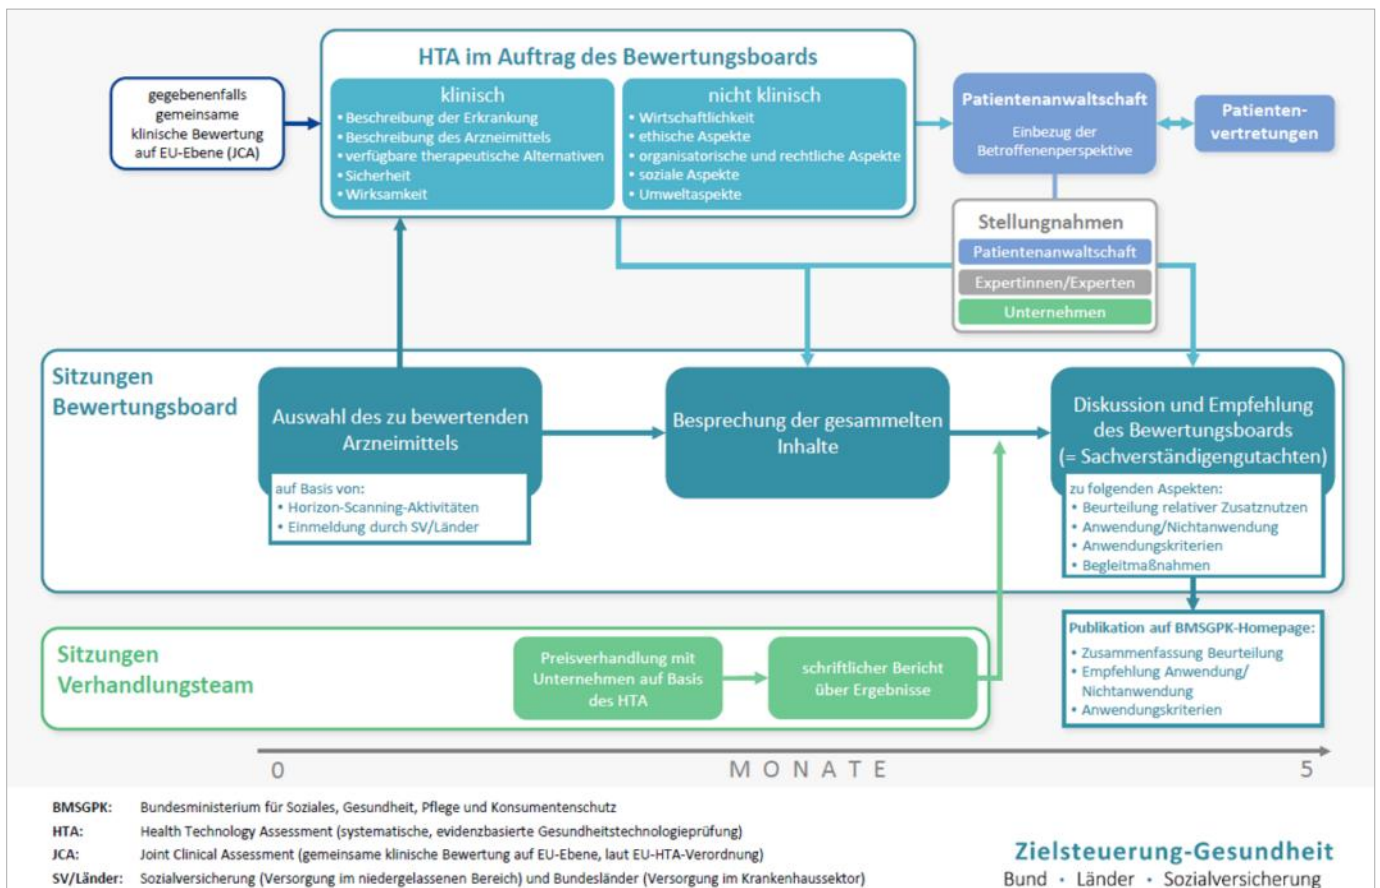 HTA im Auftrag des Bewertungsboards
gegebenenfalls
gemeinsame
klinische Bewertung
auf EU-Ebene (JCA)
klinisch
• Beschreibung der Erkrankung
• Beschreibung des Arzneimittels
• verfügbare therapeutische Alternativen
• Sicherheit
• Wirksamkeit
nicht klinisch
• Wirtschaftlichkeit
• ethische Aspekte
• organisatorische und rechtliche Aspekte
• soziale Aspekte
• Umweltaspekte
Patientenanwaltschaft
Einbezug der
Betroffenenperspektive
Patienten-
vertretungen
Stellungnahmen
Patientenanwaltschaft
Expertinnen/Experten
Unternehmen
Sitzungen
Bewertungsboard
Auswahl des zu bewertenden
Arzneimittels
auf Basis von:
• Horizon-Scanning-Aktivitäten
• Einmeldung durch SV/Länder
Besprechung der gesammelten
Inhalte
Diskussion und Empfehlung
des Bewertungsboards
(= Sachverständigengutachten)
zu folgenden Aspekten:
• Beurteilung relativer Zusatznutzen
• Anwendung/Nichtanwendung
• Anwendungskriterien
• Begleitmaßnahmen
Publikation auf BMSGPK-Homepage:
• Zusammenfassung Beurteilung
• Empfehlung Anwendung/
Nichtanwendung
• Anwendungskriterien
Sitzungen
Verhandlungsteam
Preisverhandlung mit
Unternehmen auf Basis
des HTA
schriftlicher Bericht
über Ergebnisse
0 MONATE 5
BMSGPK: Bundesministerium für Soziales, Gesundheit, Pflege und Konsumentenschutz
HTA: Health Technology Assessment (systematische, evidenzbasierte Gesundheitstechnologieprüfung)
JCA: Joint Clinical Assessment (gemeinsame klinische Bewertung auf EU-Ebene, laut EU-HTA-Verordnung)
SV/Länder: Sozialversicherung (Versorgung im niedergelassenen Bereich) und Bundesländer (Versorgung im Krankenhaussektor)
Zielsteuerung-Gesundheit
Bund • Länder • Sozialversicherung